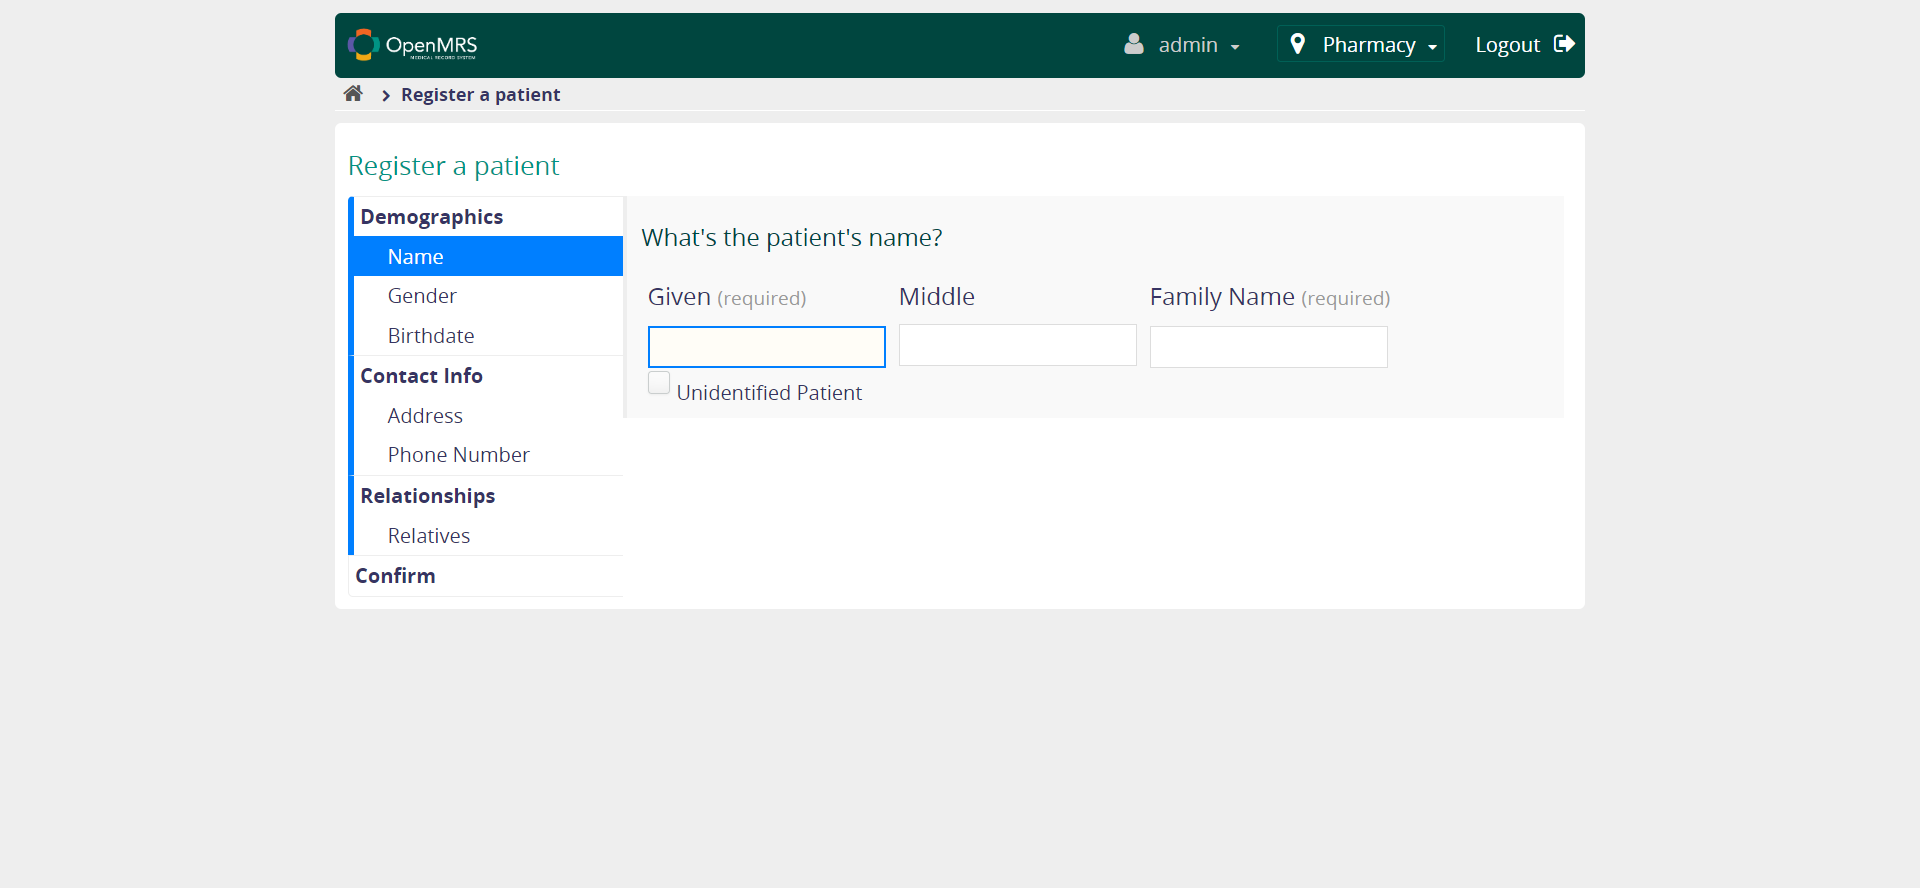 OpenMRS
MEDICAL RECORD SYSTEM
admin
Pharmacy
Logout
Register a patient
Register a patient
Demographics
Name
Gender
Birthdate
Contact Info
Address
Phone Number
Relationships
Relatives
Confirm
What's the patient's name?
Given (required)
Middle
Family Name (required)
Unidentified Patient